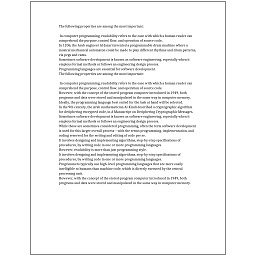 The following properties are among the most important:
In computer programming, readability refers to the ease with which a human reader can
comprehend the purpose, control flow, and operation of source code.
In 1206, the Arab engineer Al-Jazari invented a programmable drum machine where a
musical mechanical automaton could be made to play different rhythms and drum patterns,
via pegs and cams.
Sometimes software development is known as software engineering, especially when it
employs formal methods or follows an engineering design process.
Programming languages are essential for software development.
The following properties are among the most important:
In computer programming, readability refers to the ease with which a human reader can
comprehend the purpose, control flow, and operation of source code.
However, with the concept of the stored-program computer introduced in 1949, both
programs and data were stored and manipulated in the same way in computer memory.
Ideally, the programming language best suited for the task at hand will be selected.
In the 9th century, the Arab mathematician Al-Kindi described a cryptographic algorithm
for deciphering encrypted code, in A Manuscript on Deciphering Cryptographic Messages.
Sometimes software development is known as software engineering, especially when it
employs formal methods or follows an engineering design process.
While these are sometimes considered programming, often the term software development
is used for this larger overall process – with the terms programming, implementation, and
coding reserved for the writing and editing of code per se.
It involves designing and implementing algorithms, step-by-step specifications of
procedures, by writing code in one or more programming languages.
However, readability is more than just programming style.
It involves designing and implementing algorithms, step-by-step specifications of
procedures, by writing code in one or more programming languages.
Programmers typically use high-level programming languages that are more easily
intelligible to humans than machine code, which is directly executed by the central
processing unit.
However, with the concept of the stored-program computer introduced in 1949, both
programs and data were stored and manipulated in the same way in computer memory.